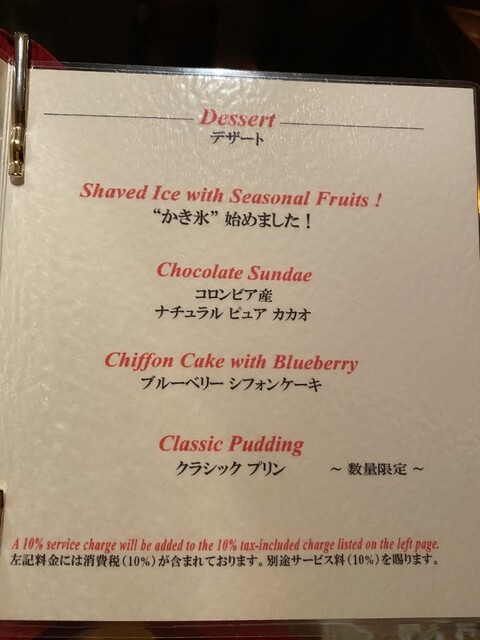 Dessert
デザート
Shaved Ice with Seasonal Fruits !
“かき氷” 始めました！
Chocolate Sundae
コロンビア産
ナチュラル ピュア カカオ
Chiffon Cake with Blueberry
ブルーベリー シフォンケーキ
Classic Pudding
クラシック プリン ～ 数量限定 ～
A 10% service charge will be added to the 10% tax-included charge listed on the left page.
左記料金には消費税（10%）が含まれております。別途サービス料（10%）を賜ります。